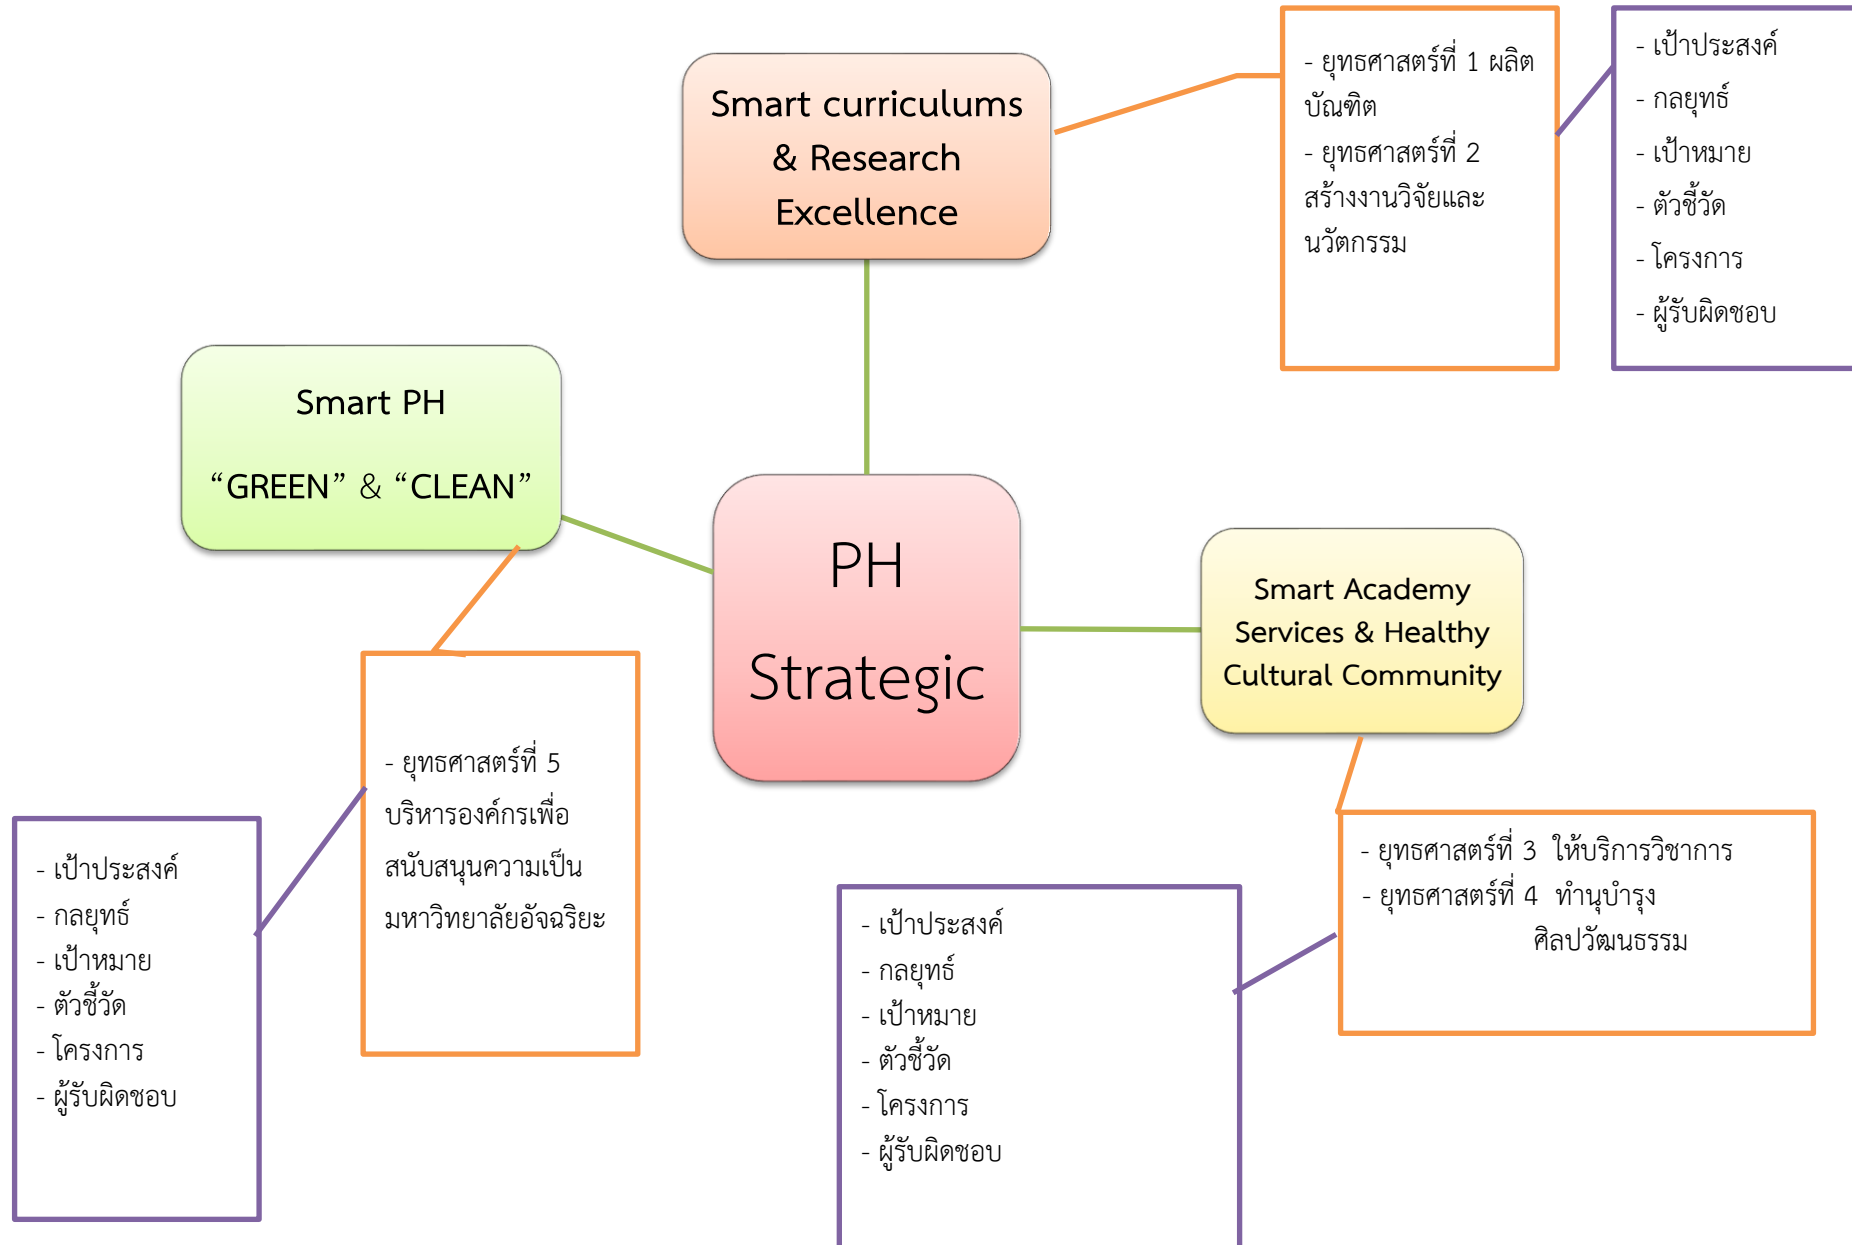 Smart curriculums
& Research
Excellence
- ยุทธศาสตร์ที่ 1 ผลิต
บัณฑิต
- ยุทธศาสตร์ที่ 2
สร้างงานวิจัยและ
นวัตกรรม
- เป้าประสงค์
- กลยุทธ์
- เป้าหมาย
- ตัวชี้วัด
- โครงการ
- ผู้รับผิดชอบ
Smart PH
“GREEN” & “CLEAN”
PH
Strategic
Smart Academy
Services & Healthy
Cultural Community
- ยุทธศาสตร์ที่ 5
บริหารองค์กรเพื่อ
สนับสนุนความเป็น
มหาวิทยาลัยอัจฉริยะ
- เป้าประสงค์
- กลยุทธ์
- เป้าหมาย
- ตัวชี้วัด
- โครงการ
- ผู้รับผิดชอบ
- ยุทธศาสตร์ที่ 3 ให้บริการวิชาการ
- ยุทธศาสตร์ที่ 4 ทำนุบำรุง
ศิลปวัฒนธรรม
- เป้าประสงค์
- กลยุทธ์
- เป้าหมาย
- ตัวชี้วัด
- โครงการ
- ผู้รับผิดชอบ